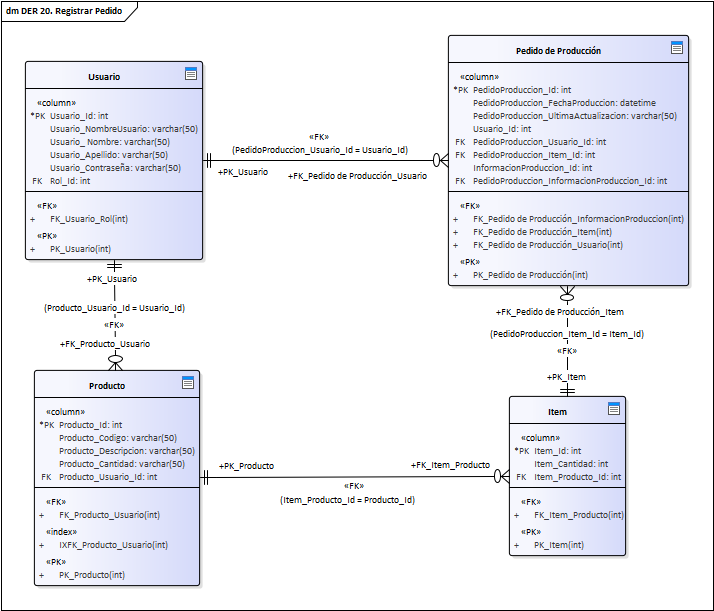 dm DER 20. Registrar Pedido
Usuario
«column»
*PK Usuario_Id: int
Usuario_NombreUsuario: varchar(50)
Usuario_ Nombre: varchar(50)
Usuario_Apellido: varchar(50)
Usuario_Contraseña: varchar(50)
FK Rol_Id: int
«FK»
+ FK_Usuario_Rol(int)
«PK»
+ PK_Usuario(int)
Pedido de Producción
«column»
*PK PedidoProduccion_Id: int
PedidoProduccion_FechaProduccion: datetime
PedidoProduccion_UltimaActualizacion: varchar(50)
Usuario_Id: int
FK PedidoProduccion_Usuario_Id: int
FK PedidoProduccion_Item_Id: int
InformacionProduccion_Id: int
FK PedidoProduccion_InformacionProduccion_Id: int
«FK»
+ FK_Pedido de Producción_InformacionProduccion(int)
+ FK_Pedido de Producción_Item(int)
+ FK_Pedido de Producción_Usuario(int)
«PK»
+ PK_Pedido de Producción(int)
«FK»
(PedidoProduccion_Usuario_Id = Usuario_Id)
+PK_Usuario
+FK_Pedido de Producción_Usuario
+PK_Usuario
(Producto_Usuario_Id = Usuario_Id)
«FK»
+FK_Producto_Usuario
+FK_Pedido de Producción_Item
(PedidoProduccion_Item_Id = Item_Id)
«FK»
+PK_Item
Producto
«column»
*PK Producto_Id: int
Producto_Codigo: varchar(50)
Producto_Descripcion: varchar(50)
Producto_Cantidad: varchar(50)
FK Producto_Usuario_Id: int
«FK»
+ FK_Producto_Usuario(int)
«index»
+ IXFK_Producto_Usuario(int)
«PK»
+ PK_Producto(int)
+PK_Producto
+FK_Item_Producto
«FK»
(Item_Producto_Id = Producto_Id)
Item
«column»
*PK Item_Id: int
Item_Cantidad: int
FK Item_Producto_Id: int
«FK»
+ FK_Item_Producto(int)
«PK»
+ PK_Item(int)